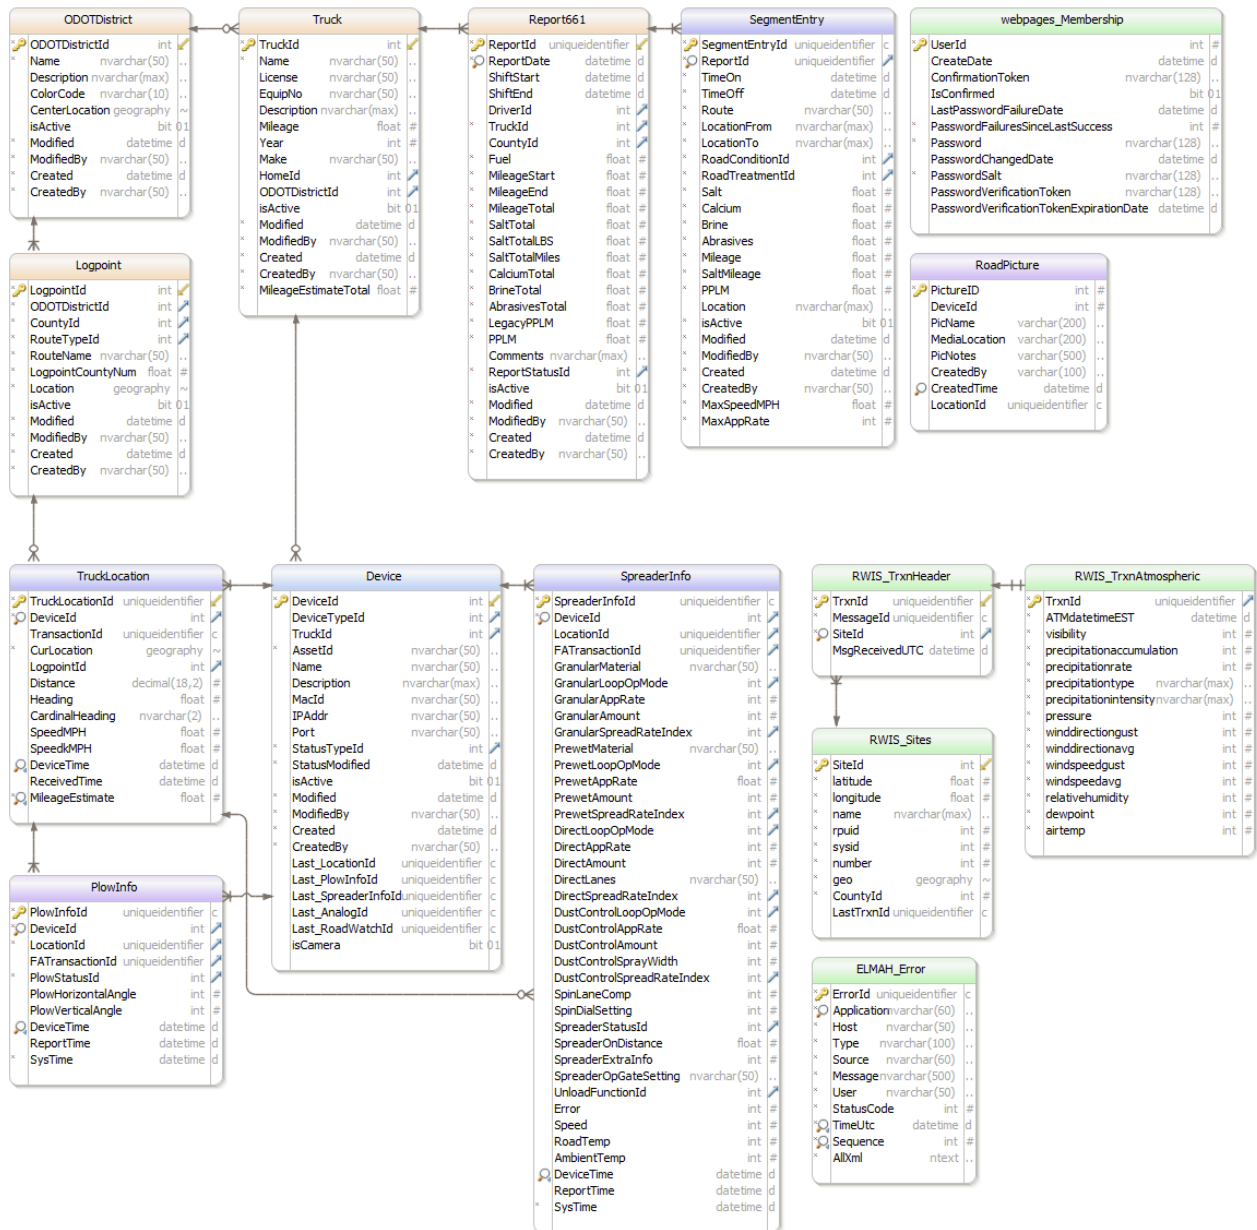 ODOTDistrict
ODOTDistrictId int
Name nvarchar(50) ..
Description nvarchar(max) ..
ColorCode nvarchar(10) ..
CenterLocation geography ~
isActive bit 01
Modified datetime d
ModifiedBy nvarchar(50) ..
Created datetime d
CreatedBy nvarchar(50) ..
Truck
TruckId int
Name nvarchar(50) ..
License nvarchar(50) ..
EquipNo nvarchar(50) ..
Description nvarchar(max) ..
Mileage float #
Year int #
Make nvarchar(50) ..
HomeId int
ODOTDistrictId int
isActive bit 01
Modified datetime d
ModifiedBy nvarchar(50) ..
Created datetime d
CreatedBy nvarchar(50) ..
MileageEstimateTotal float #
Report661
ReportId uniqueidentifier
ReportDate datetime d
ShiftStart datetime d
ShiftEnd datetime d
DriverId int
TruckId int
CountyId int
Fuel float #
MileageStart float #
MileageEnd float #
MileageTotal float #
SaltTotal float #
SaltTotalLBS float #
SaltTotalMiles float #
CalciumTotal float #
BrineTotal float #
AbrasivesTotal float #
LegacyPPLM float #
PPLM float #
Comments nvarchar(max) ..
ReportStatusId int
isActive bit 01
Modified datetime d
ModifiedBy nvarchar(50) ..
Created datetime d
CreatedBy nvarchar(50) ..
SegmentEntry
SegmentEntryId uniqueidentifier c
ReportId uniqueidentifier
TimeOn datetime d
TimeOff datetime d
Route nvarchar(50) ..
LocationFrom nvarchar(max) ..
LocationTo nvarchar(max) ..
RoadConditionId int
RoadTreatmentId int
Salt float #
Calcium float #
Brine float #
Abrasives float #
Mileage float #
SaltMileage float #
PPLM float #
Location nvarchar(max) ..
isActive bit 01
Modified datetime d
ModifiedBy nvarchar(50) ..
Created datetime d
CreatedBy nvarchar(50) ..
MaxSpeedMPH float #
MaxAppRate int #
webpages_Membership
UserId int #
CreateDate datetime d
ConfirmationToken nvarchar(128) ..
IsConfirmed bit 01
LastPasswordFailureDate datetime d
PasswordFailuresSinceLastSuccess int #
Password nvarchar(128) ..
PasswordChangedDate datetime d
PasswordSalt nvarchar(128) ..
PasswordVerificationToken nvarchar(128) ..
PasswordVerificationTokenExpirationDate datetime d
Logpoint
LogpointId int
ODOTDistrictId int
CountyId int
RouteTypeId int
RouteName nvarchar(50) ..
LogpointCountyNum float #
Location geography ~
isActive bit 01
Modified datetime d
ModifiedBy nvarchar(50) ..
Created datetime d
CreatedBy nvarchar(50) ..
RoadPicture
PictureID int #
DeviceId int #
PicName varchar(200) ..
MediaLocation varchar(200) ..
PicNotes varchar(500) ..
CreatedBy varchar(100) ..
CreatedTime datetime d
LocationId uniqueidentifier c
TruckLocation
TruckLocationId uniqueidentifier
DeviceId int
TransactionId uniqueidentifier c
CurLocation geography ~
LogpointId int
Distance decimal(18,2) #
Heading float #
CardinalHeading nvarchar(2) ..
SpeedMPH float #
SpeedkMPH float #
DeviceTime datetime d
ReceivedTime datetime d
MileageEstimate float #
Device
DeviceId int
DeviceTypeId int
TruckId int
AssetId nvarchar(50) ..
Name nvarchar(50) ..
Description nvarchar(max) ..
MacId nvarchar(50) ..
IPAddr nvarchar(50) ..
Port nvarchar(50) ..
StatusTypeId int
StatusModified datetime d
isActive bit 01
Modified datetime d
ModifiedBy nvarchar(50) ..
Created datetime d
CreatedBy nvarchar(50) ..
Last_LocationId uniqueidentifier c
Last_PlowInfoId uniqueidentifier c
Last_SpreaderInfoId uniqueidentifier c
Last_AnalogId uniqueidentifier c
Last_RoadWatchId uniqueidentifier c
isCamera bit 01
SpreaderInfo
SpreaderInfoId uniqueidentifier c
DeviceId int
LocationId uniqueidentifier
FATransactionId uniqueidentifier
GranularMaterial nvarchar(50) ..
GranularLoopOpMode int
GranularAppRate int #
GranularAmount int #
GranularSpreadRateIndex int
PrewetMaterial nvarchar(50) ..
PrewetLoopOpMode int
PrewetAppRate float #
PrewetAmount int #
PrewetSpreadRateIndex int
DirectLoopOpMode int
DirectAppRate int #
DirectAmount int #
DirectLanes nvarchar(50) ..
DirectSpreadRateIndex int
DustControlLoopOpMode int
DustControlAppRate float #
DustControlAmount int #
DustControlSprayWidth int #
DustControlSpreadRateIndex int
SpinLaneComp int #
SpinDialSetting int #
SpreaderStatusId int
SpreaderOnDistance float #
SpreaderExtraInfo int #
SpreaderOpGateSetting nvarchar(50) ..
UnloadFunctionId int
Error int #
Speed int #
RoadTemp int #
AmbientTemp int #
DeviceTime datetime d
ReportTime datetime d
SysTime datetime d
RWIS_TrxnHeader
TrxnId uniqueidentifier
MessageId uniqueidentifier c
SiteId int
MsgReceivedUTC datetime d
RWIS_TrxnAtmospheric
TrxnId uniqueidentifier
ATMdatetimeEST datetime d
visibility int #
precipitationaccumulation int #
precipitationrate int #
precipitationtype nvarchar(max) ..
precipitationintensity nvarchar(max) ..
pressure int #
winddirectiongust int #
winddirectionavg int #
windspeedgust int #
windspeedavg int #
relativehumidity int #
dewpoint int #
airtemp int #
RWIS_Sites
SiteId int
latitude float #
longitude float #
name nvarchar(max) ..
rpuid int #
sysid int #
number int #
geo geography ~
CountyId int #
LastTrxnId uniqueidentifier c
PlowInfo
PlowInfoId uniqueidentifier c
DeviceId int
LocationId uniqueidentifier
FATransactionId uniqueidentifier
PlowStatusId int
PlowHorizontalAngle int #
PlowVerticalAngle int #
DeviceTime datetime d
ReportTime datetime d
SysTime datetime d
ELMAH_Error
ErrorId uniqueidentifier c
Application nvarchar(60) ..
Host nvarchar(50) ..
Type nvarchar(100) ..
Source nvarchar(60) ..
Message nvarchar(500) ..
User nvarchar(50) ..
StatusCode int #
TimeUtc datetime d
Sequence int #
AllXml ntext ..